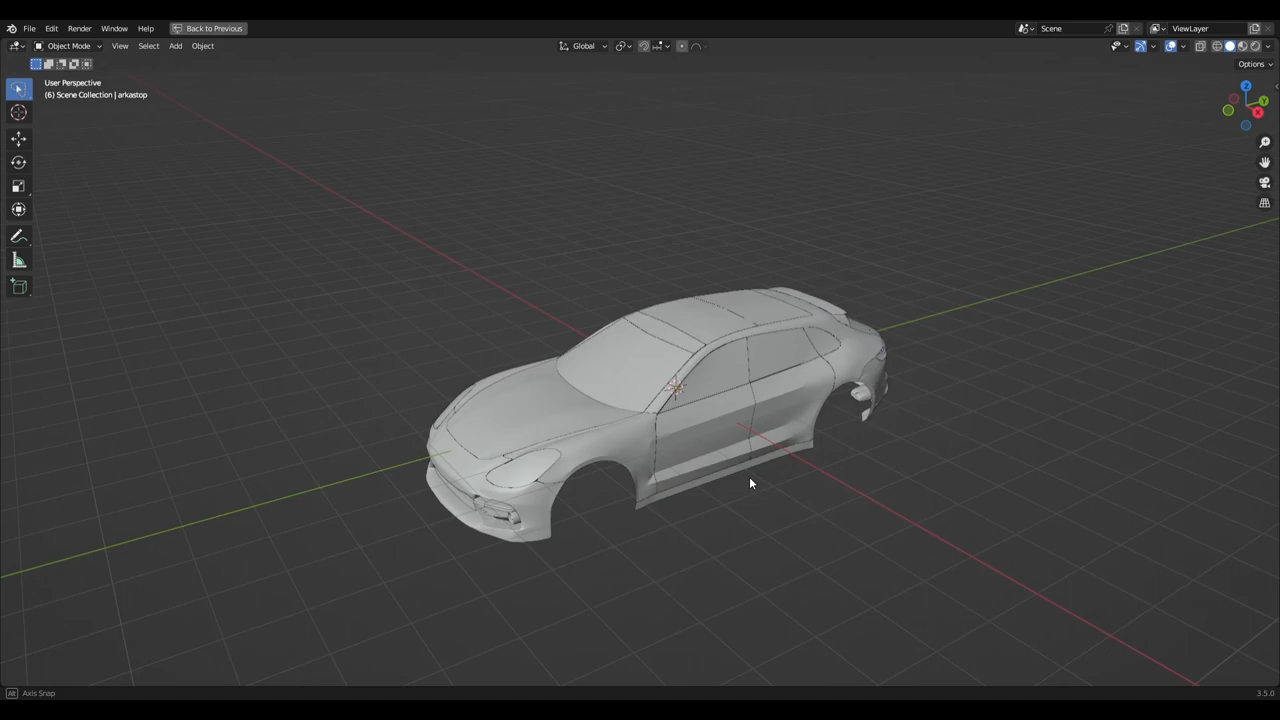 File Edit Render Window Help Back to Previous Scene ViewLayer
Object Mode View Select Add Object Global
Options
User Perspective
(6) Scene Collection | arkastop
Z
Y
X
Alt Axis Snap 3.5.0